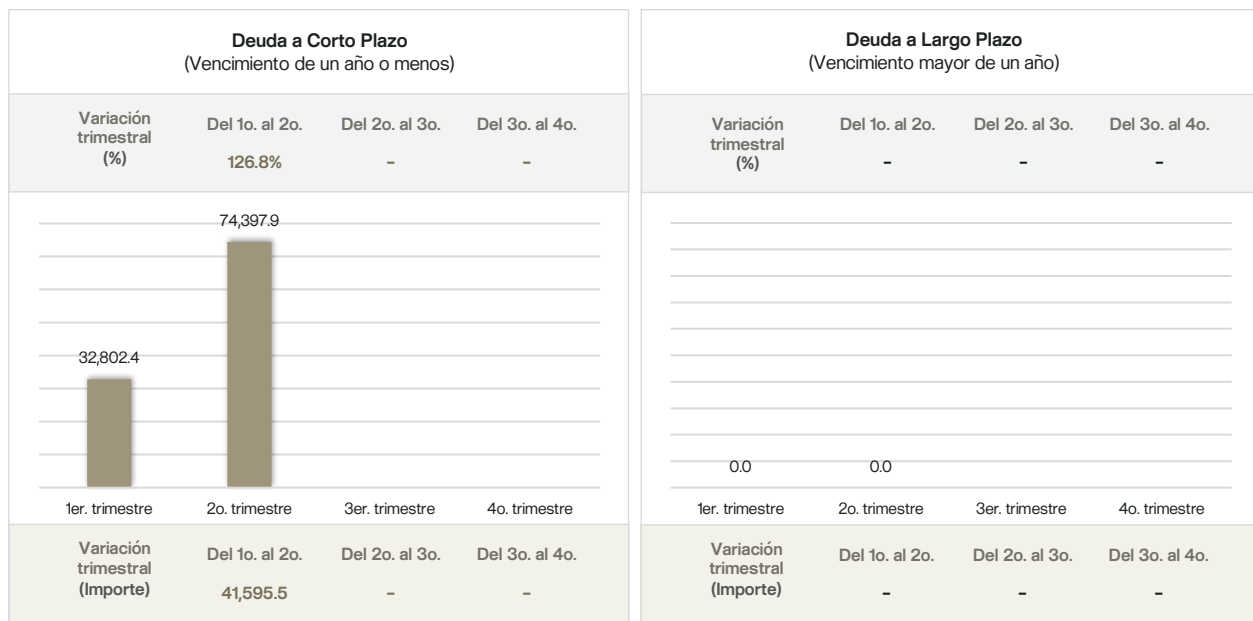 Deuda a Corto Plazo
(Vencimiento de un año o menos)
Variación
trimestral
(%)
Del 1o. al 2o.
Del 2o. al 3o.
Del 3o. al 4o.
126.8%
–
–
74,397.9
32,802.4
1er. trimestre
2o. trimestre
3er. trimestre
4o. trimestre
Variación
trimestral
(Importe)
Del 1o. al 2o.
Del 2o. al 3o.
Del 3o. al 4o.
41,595.5
–
–
Deuda a Largo Plazo
(Vencimiento mayor de un año)
Variación
trimestral
(%)
Del 1o. al 2o.
Del 2o. al 3o.
Del 3o. al 4o.
–
–
–
0.0
0.0
1er. trimestre
2o. trimestre
3er. trimestre
4o. trimestre
Variación
trimestral
(Importe)
Del 1o. al 2o.
Del 2o. al 3o.
Del 3o. al 4o.
–
–
–